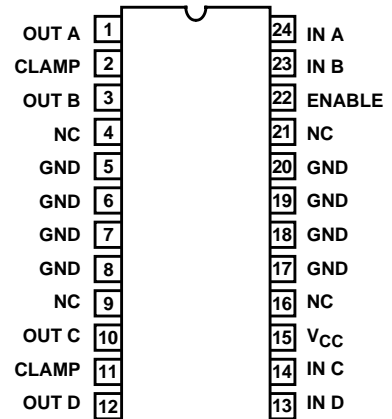 OUT A 1 24 IN A
CLAMP 2 23 IN B
OUT B 3 22 ENABLE
NC 4 21 NC
GND 5 20 GND
GND 6 19 GND
GND 7 18 GND
GND 8 17 GND
NC 9 16 NC
OUT C 10 15 VCC
CLAMP 11 14 IN C
OUT D 12 13 IN D